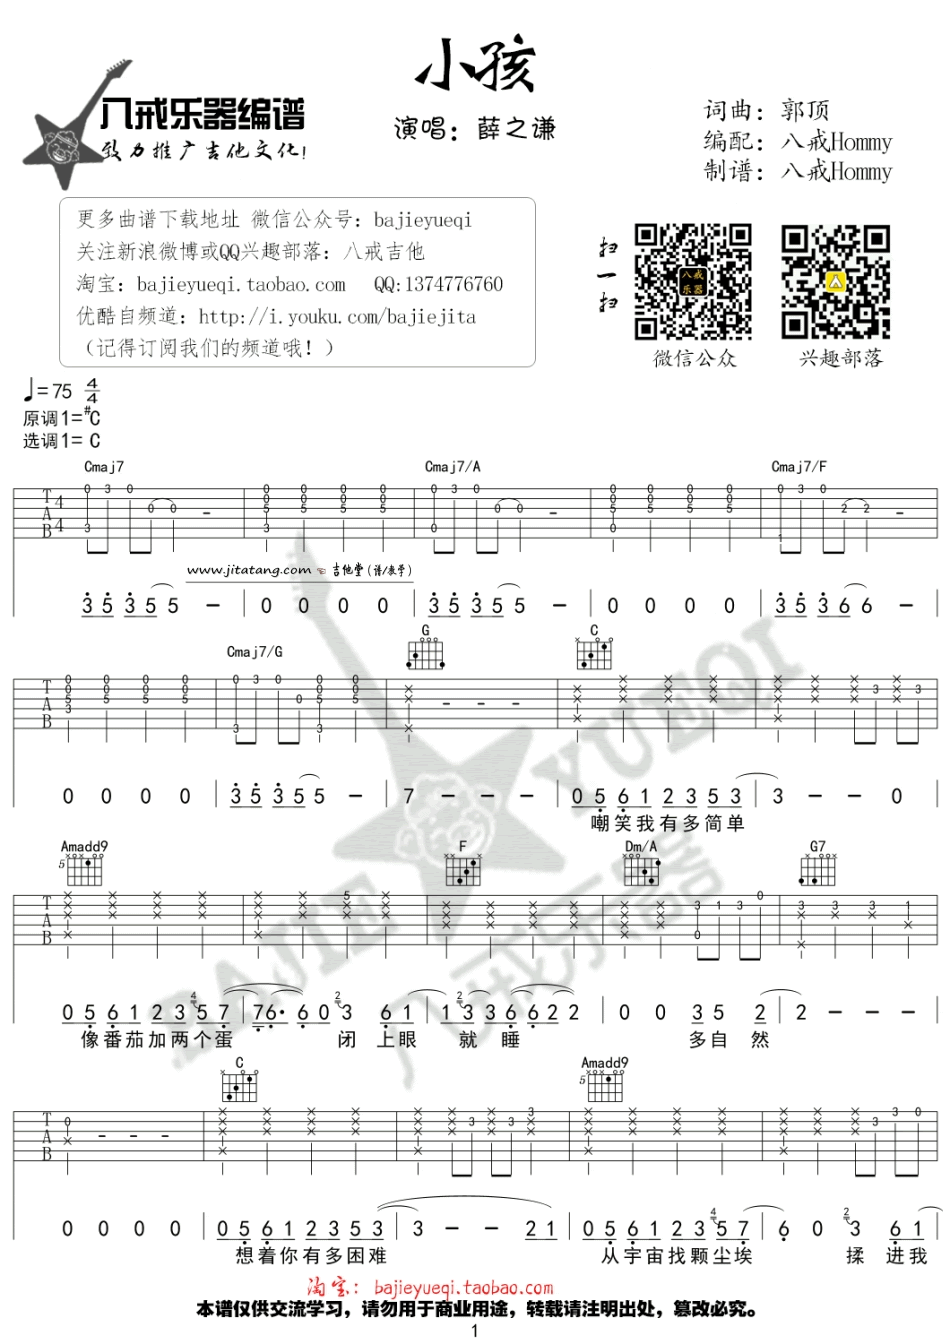 小孩
八戒乐器编谱
致力推广吉他文化!
演唱：薛之谦
词曲：郭顶
编配：八戒Hommy
制谱：八戒Hommy
更多曲谱下载地址 微信公众号：bajieyueqi
关注新浪微博或QQ兴趣部落：八戒吉他
淘宝：bajieyueqi.taobao.com QQ:1374776760
优酷自频道：http://i.youku.com/bajiejita
（记得订阅我们的频道哦！）
扫一扫
八戒乐器
微信公众
兴趣部落
♩=75 4/4
原调1=#C
选调1= C
Cmaj7 Cmaj7/A Cmaj7/F
T A B 4 4
www.jitatang.com 吉他堂(谱/教学)
3 5 3 5 5 - 0 0 0 0 3 5 3 5 5 - 0 0 0 0 3 5 3 6 6 -
Cmaj7/G G C
T A B
0 0 0 0 3 5 3 5 5 - 7 - - - 0 5 6 1 2 3 5 3 3 - - 0
嘲笑我有多简单
Amadd9 F Dm/A G7
5
T A B
0 5 6 1 2 3 5 7 7 6· 6 0 3 6 1 1 3 3 6 6 2 2 0 0 2 5 2 - -
像番茄加两个蛋 闭 上眼 就 睡 多自然
C Amadd9
5
T A B
0 0 0 0 0 5 6 1 2 3 5 3 3 - - 2 1 0 5 6 1 2 3 5 7 6 0 3 6 1
想着你有多困难 从宇宙找颗尘埃 揉 进我
BAJIE YUEQI
八戒乐器
淘宝：bajieyueqi.taobao.com
本谱仅供交流学习，请勿用于商业用途，转载请注明出处，篡改必究。
1